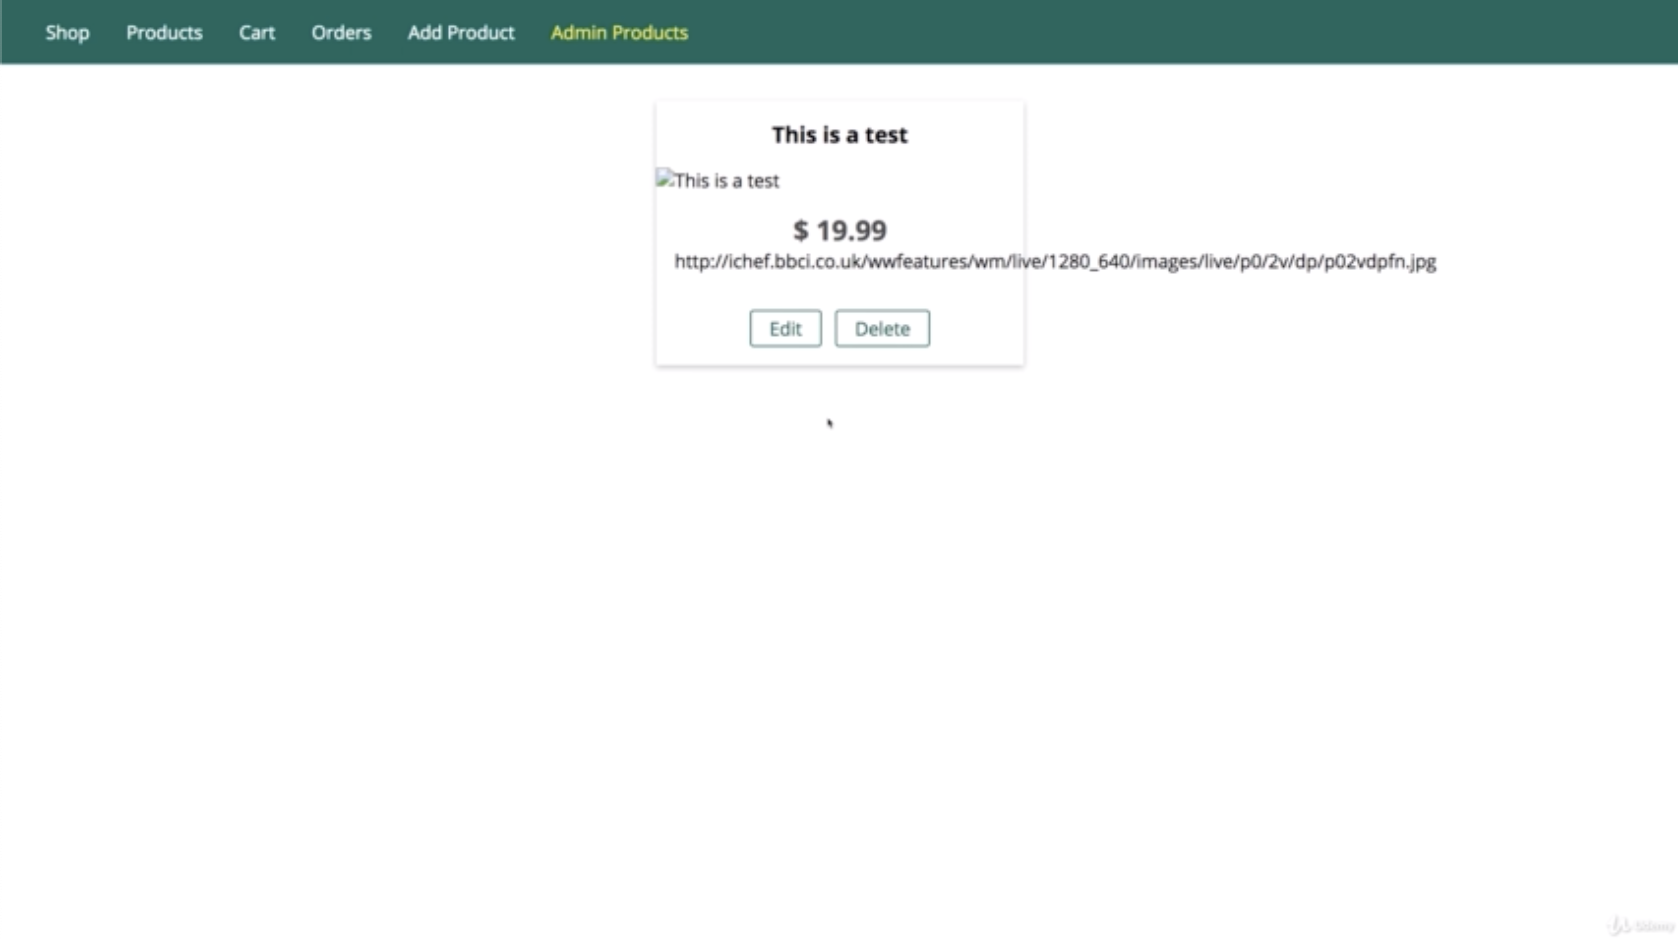 Shop Products Cart Orders Add Product Admin Products
This is a test
This is a test
$ 19.99
http://ichef.bbci.co.uk/wwfeatures/wm/live/1280_640/images/live/p0/2v/dp/p02vdpfn.jpg
Edit Delete
Udemy